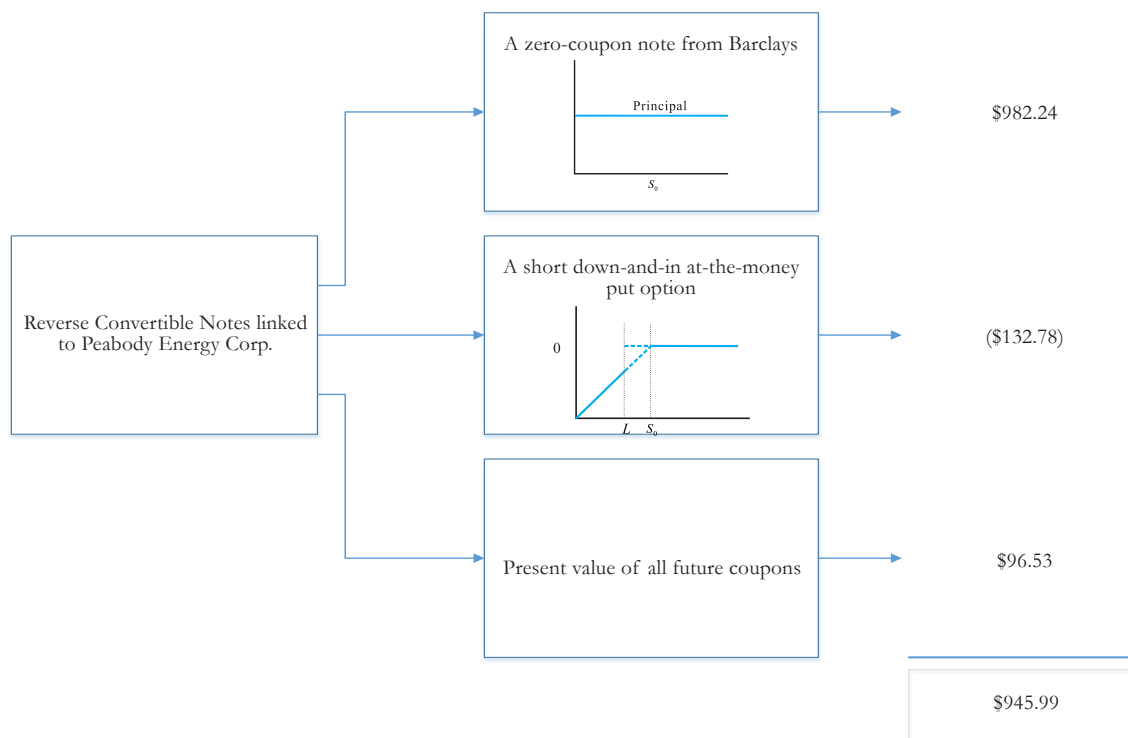 A zero-coupon note from Barclays
Principal
S₀
$982.24
Reverse Convertible Notes linked
to Peabody Energy Corp.
A short down-and-in at-the-money
put option
0
L S₀
($132.78)
Present value of all future coupons
$96.53
$945.99